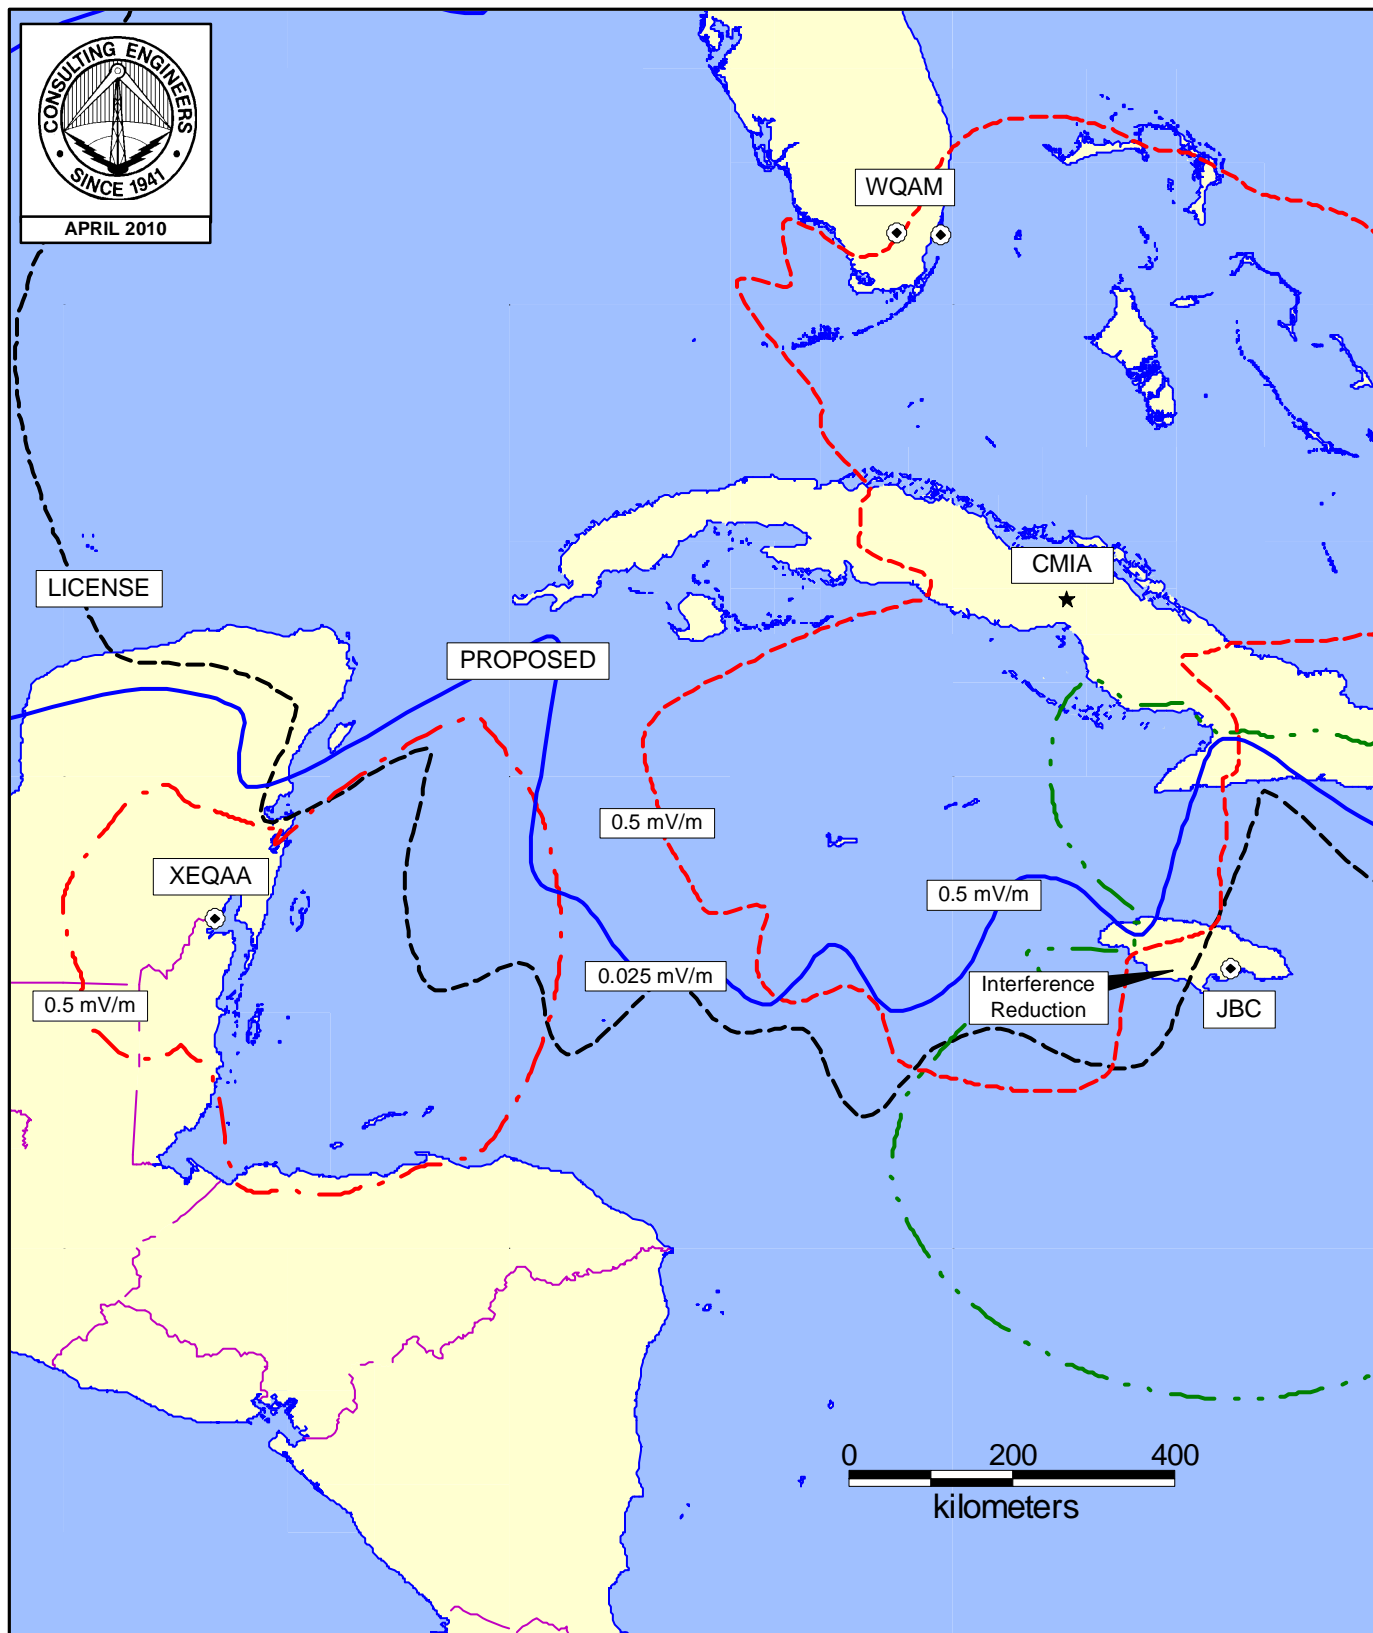 CONSULTING ENGINEERS
• SINCE 1941 •
APRIL 2010
WQAM
LICENSE
CMIA
PROPOSED
0.5 mV/m
XEQAA
0.5 mV/m
0.025 mV/m
0.5 mV/m
Interference
Reduction
JBC
0 200 400
kilometers